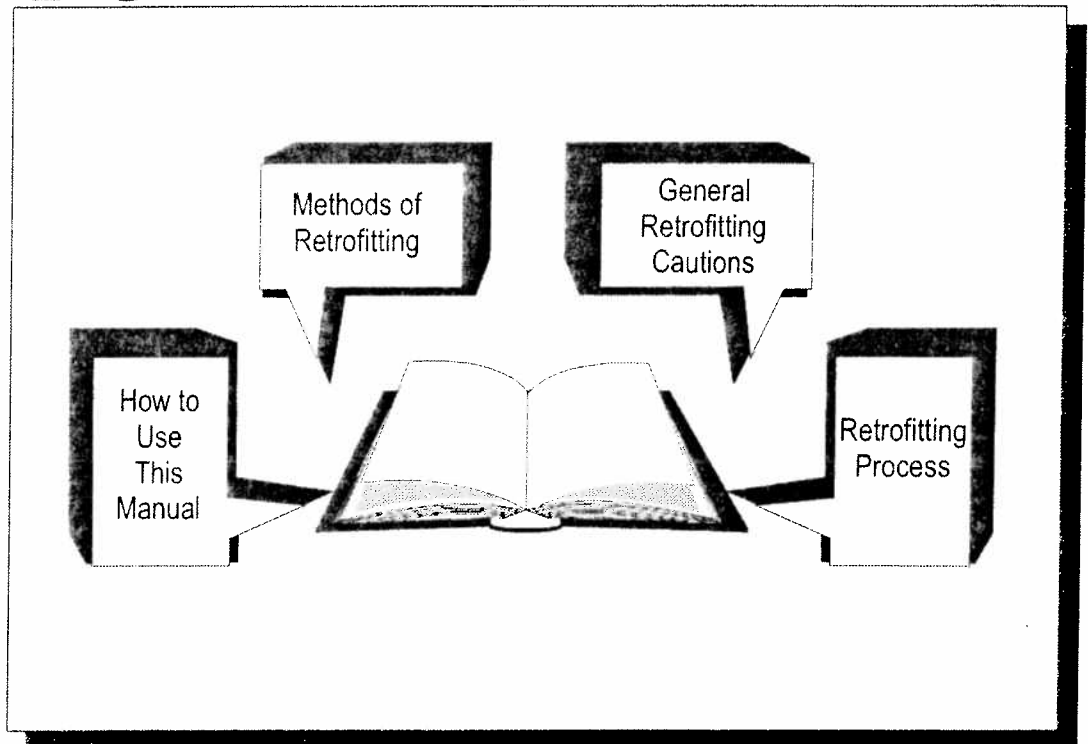 Methods of
Retrofitting
General
Retrofitting
Cautions
How to
Use
This
Manual
Retrofitting
Process